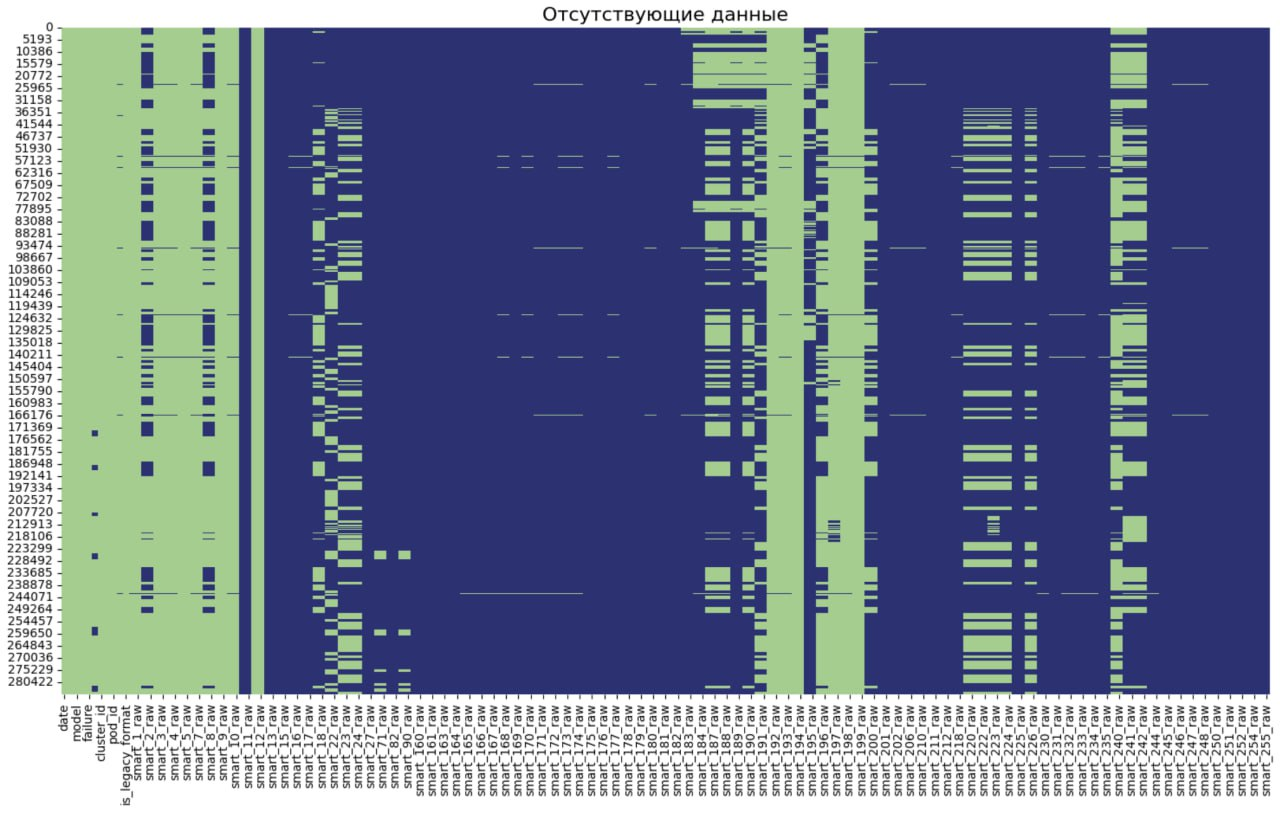 Отсутствующие данные
0
5193
10386
15579
20772
25965
31158
36351
41544
46737
51930
57123
62316
67509
72702
77895
83088
88281
93474
98667
103860
109053
114246
119439
124632
129825
135018
140211
145404
150597
155790
160983
166176
171369
176562
181755
186948
192141
197334
202527
207720
212913
218106
223299
228492
233685
238878
244071
249264
254457
259650
264843
270036
275229
280422
date
model
failure
cluster_id
pod_id
is_legacy_format
smart_1_raw
smart_2_raw
smart_3_raw
smart_4_raw
smart_5_raw
smart_7_raw
smart_8_raw
smart_9_raw
smart_10_raw
smart_11_raw
smart_12_raw
smart_13_raw
smart_15_raw
smart_16_raw
smart_17_raw
smart_18_raw
smart_22_raw
smart_23_raw
smart_24_raw
smart_27_raw
smart_71_raw
smart_82_raw
smart_90_raw
smart_160_raw
smart_161_raw
smart_163_raw
smart_164_raw
smart_165_raw
smart_166_raw
smart_167_raw
smart_168_raw
smart_169_raw
smart_170_raw
smart_171_raw
smart_172_raw
smart_173_raw
smart_174_raw
smart_175_raw
smart_176_raw
smart_177_raw
smart_178_raw
smart_179_raw
smart_180_raw
smart_181_raw
smart_182_raw
smart_183_raw
smart_184_raw
smart_187_raw
smart_188_raw
smart_189_raw
smart_190_raw
smart_191_raw
smart_192_raw
smart_193_raw
smart_194_raw
smart_195_raw
smart_196_raw
smart_197_raw
smart_198_raw
smart_199_raw
smart_200_raw
smart_201_raw
smart_202_raw
smart_206_raw
smart_210_raw
smart_211_raw
smart_212_raw
smart_218_raw
smart_220_raw
smart_222_raw
smart_223_raw
smart_224_raw
smart_225_raw
smart_226_raw
smart_230_raw
smart_231_raw
smart_232_raw
smart_233_raw
smart_234_raw
smart_235_raw
smart_240_raw
smart_241_raw
smart_242_raw
smart_244_raw
smart_245_raw
smart_246_raw
smart_247_raw
smart_248_raw
smart_250_raw
smart_251_raw
smart_252_raw
smart_254_raw
smart_255_raw